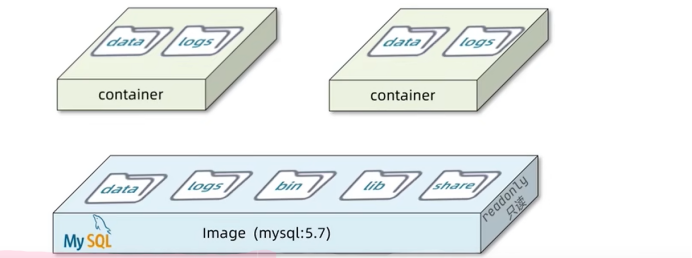 data logs
container
data logs
container
data logs bin lib share
readonly
只读
MySQL
Image (mysql:5.7)